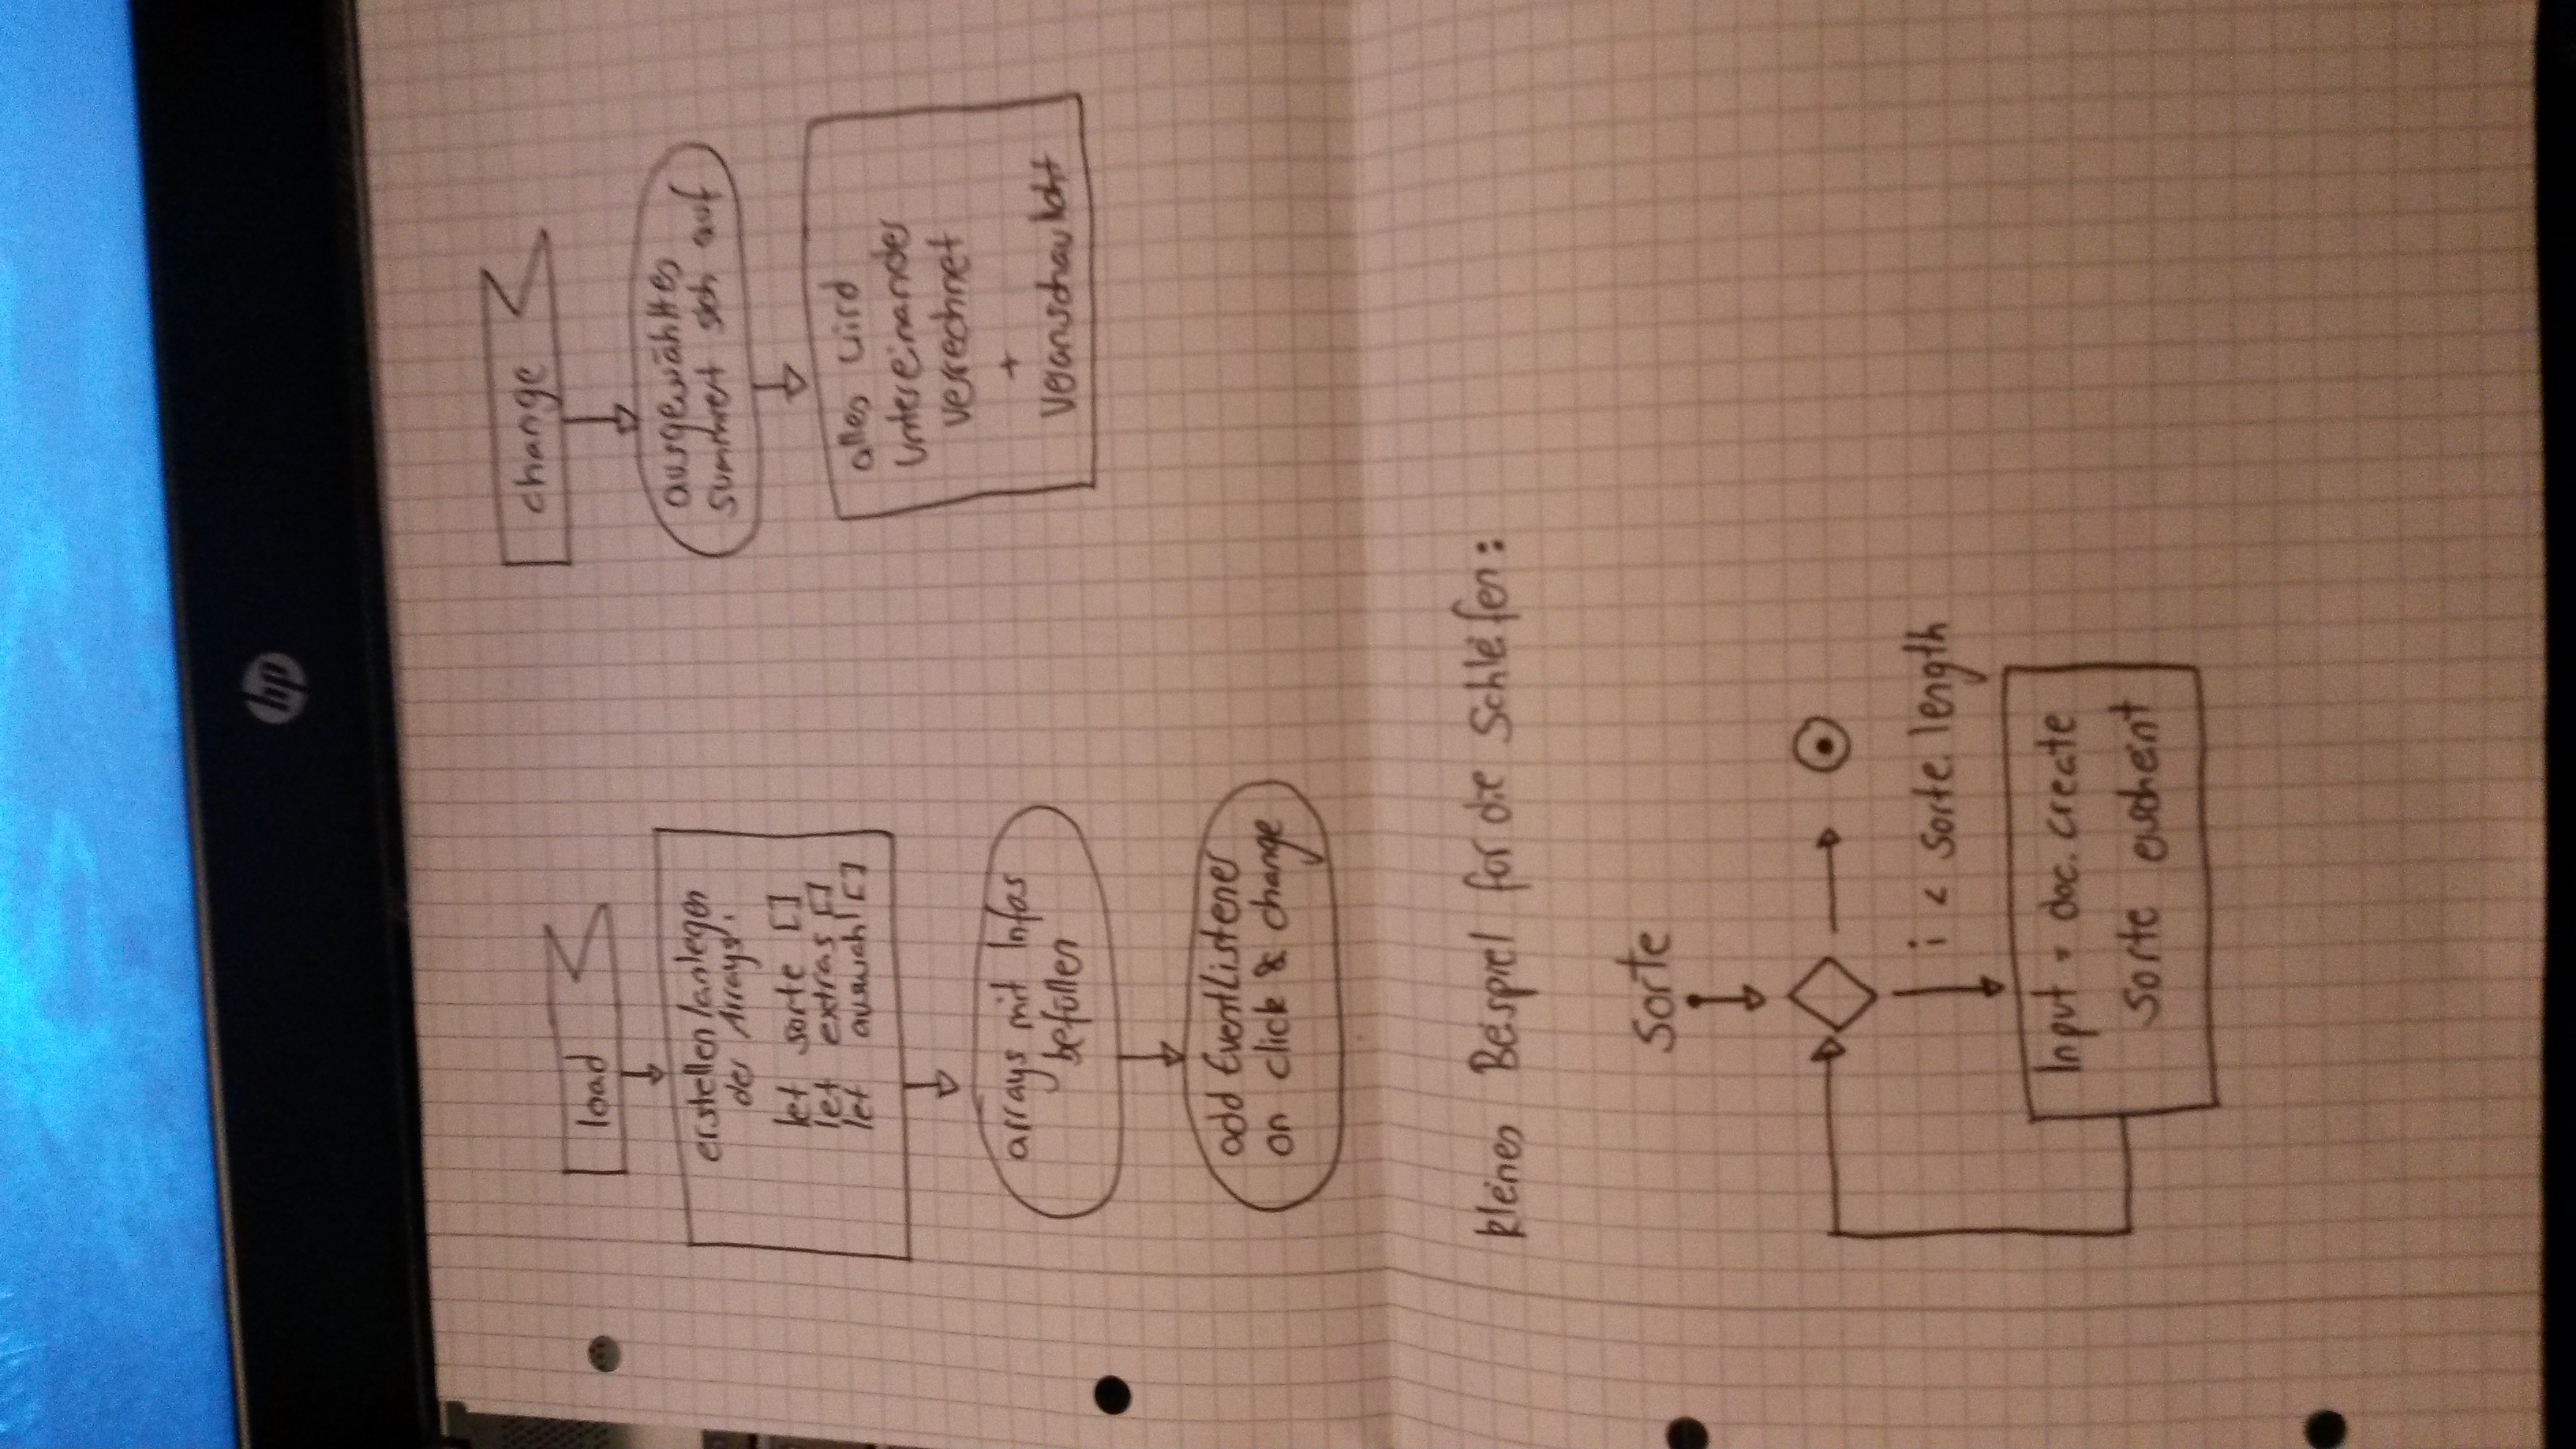 hp
load
erstellen/anlegen
der Arrays:
let sorte []
let extras []
let auswahl []
arrays mit Infos
befüllen
add EventListener
on click & change
change
ausgewähltes
summiert sich auf
alles wird
untereinander
verrechnet
+
veranschaulicht
kleines Beispiel für die Schleifen:
Sorte
i < sorte.length
Input = doc.create
sorte erscheint